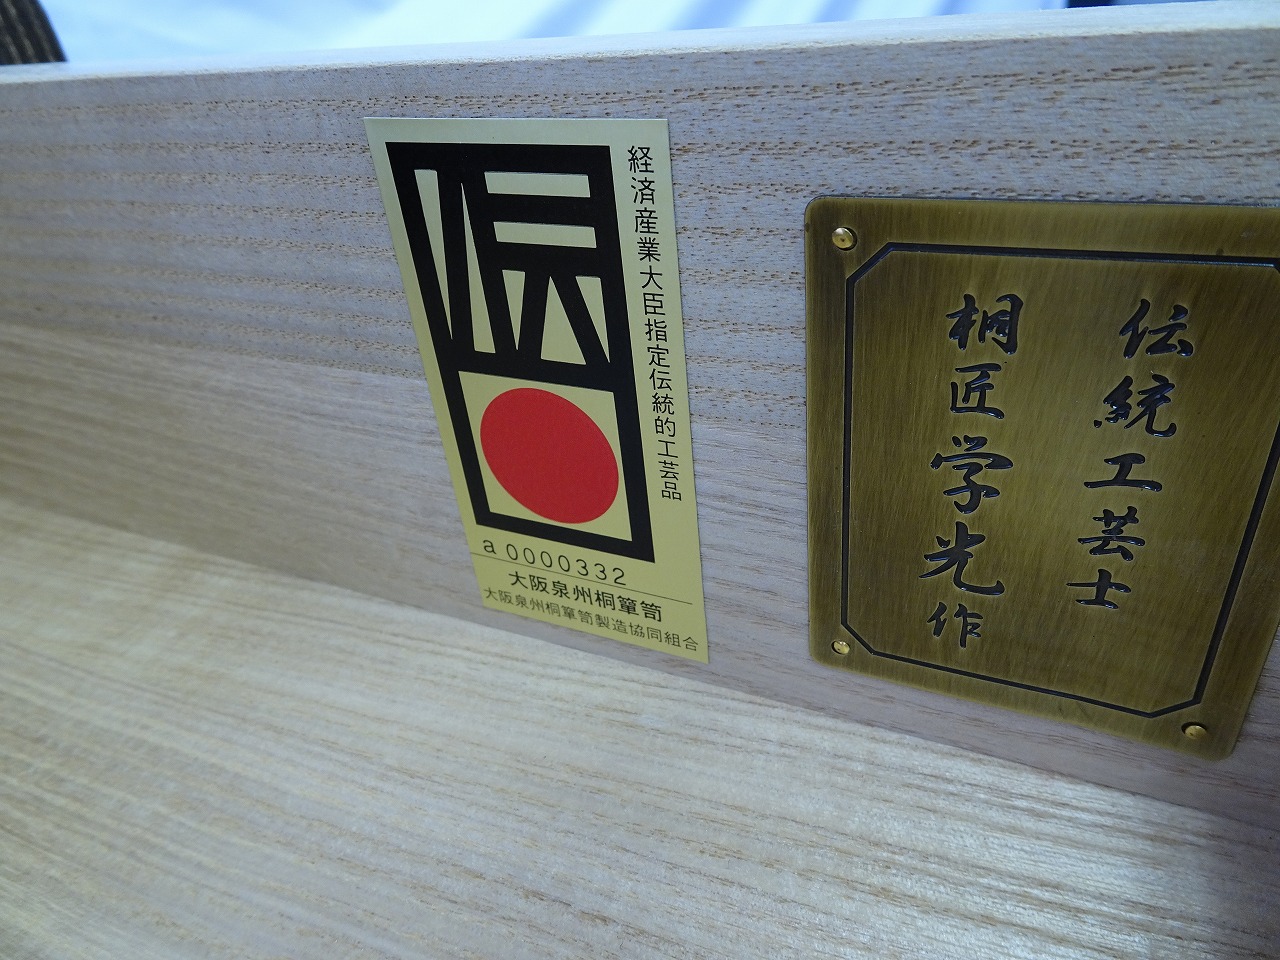 伝
経済産業大臣指定伝統的工芸品
a 0000332
大阪泉州桐簞笥
大阪泉州桐簞笥製造協同組合
伝統工芸士
桐匠学光作